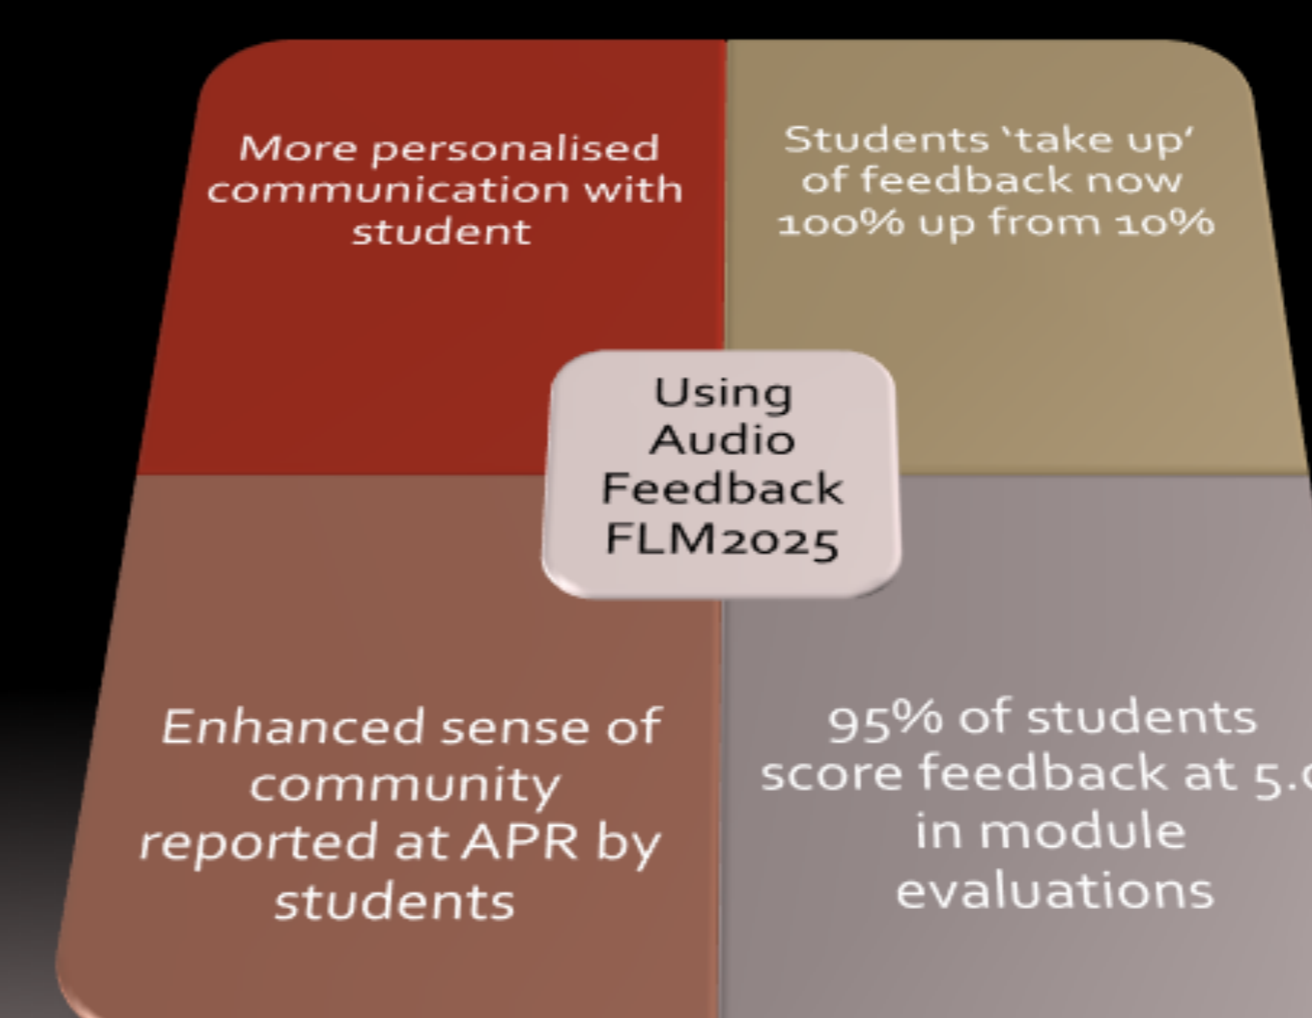 More personalised
communication with
student
Students ‘take up’
of feedback now
100% up from 10%
Using
Audio
Feedback
FLM2025
Enhanced sense of
community
reported at APR by
students
95% of students
score feedback at
in module
evaluations